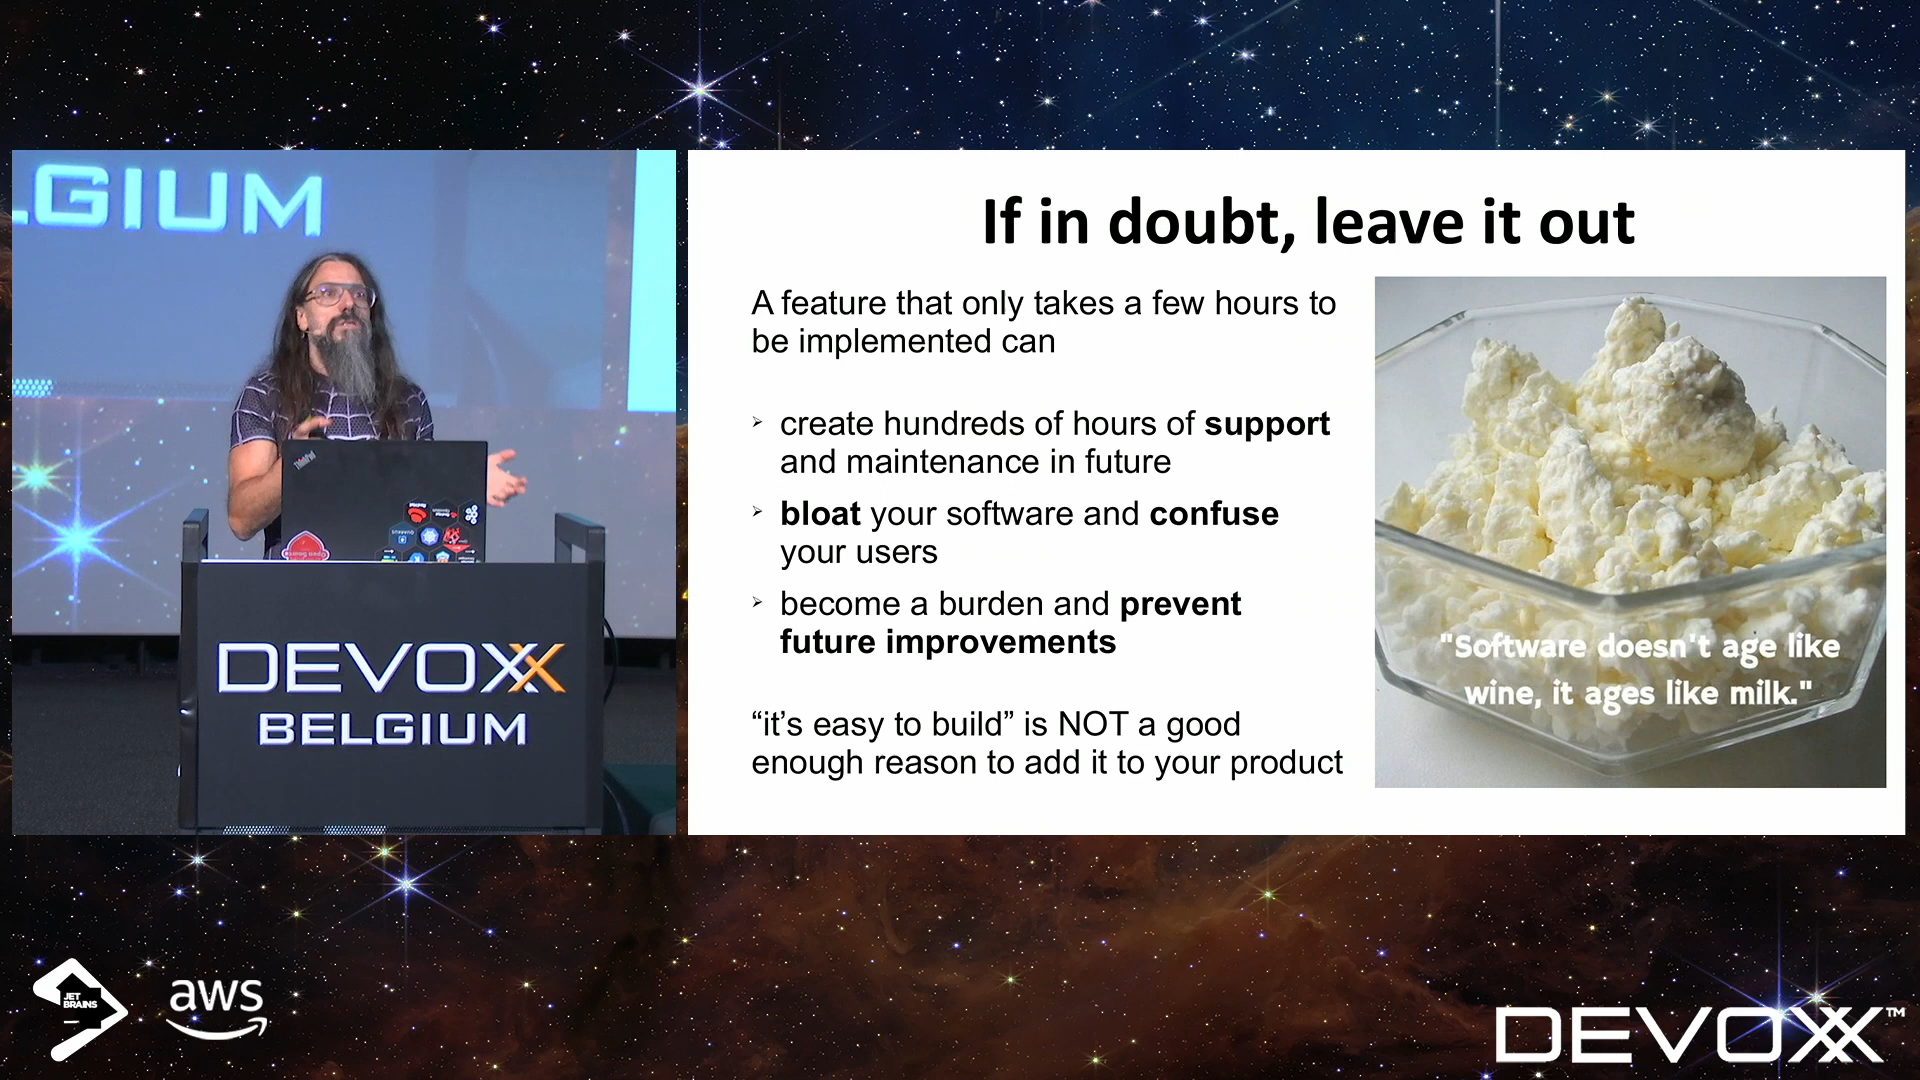 LGIUM
ThinkPad
DEVOXX
BELGIUM
If in doubt, leave it out
A feature that only takes a few hours to
be implemented can
➢ create hundreds of hours of support
and maintenance in future
➢ bloat your software and confuse
your users
➢ become a burden and prevent
future improvements
“it’s easy to build” is NOT a good
enough reason to add it to your product
"Software doesn't age like
wine, it ages like milk."
JET
BRAINS
aws
DEVOXX™